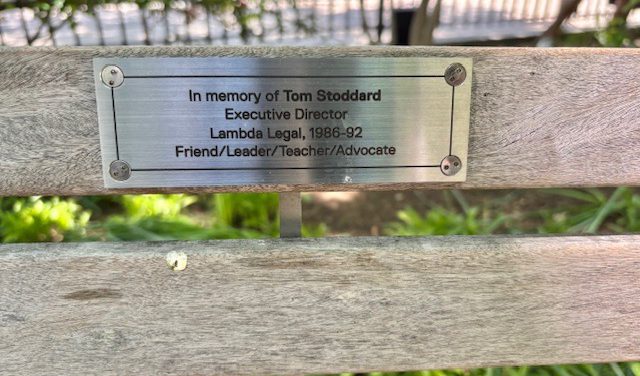 In memory of Tom Stoddard
Executive Director
Lambda Legal, 1986-92
Friend/Leader/Teacher/Advocate